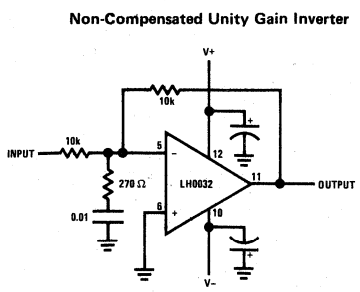 Non-Compensated Unity Gain Inverter
V+
10k
+
10k
INPUT
5
−
12
270 Ω
LH0032
11
OUTPUT
6
+
10
0.01
+
V−